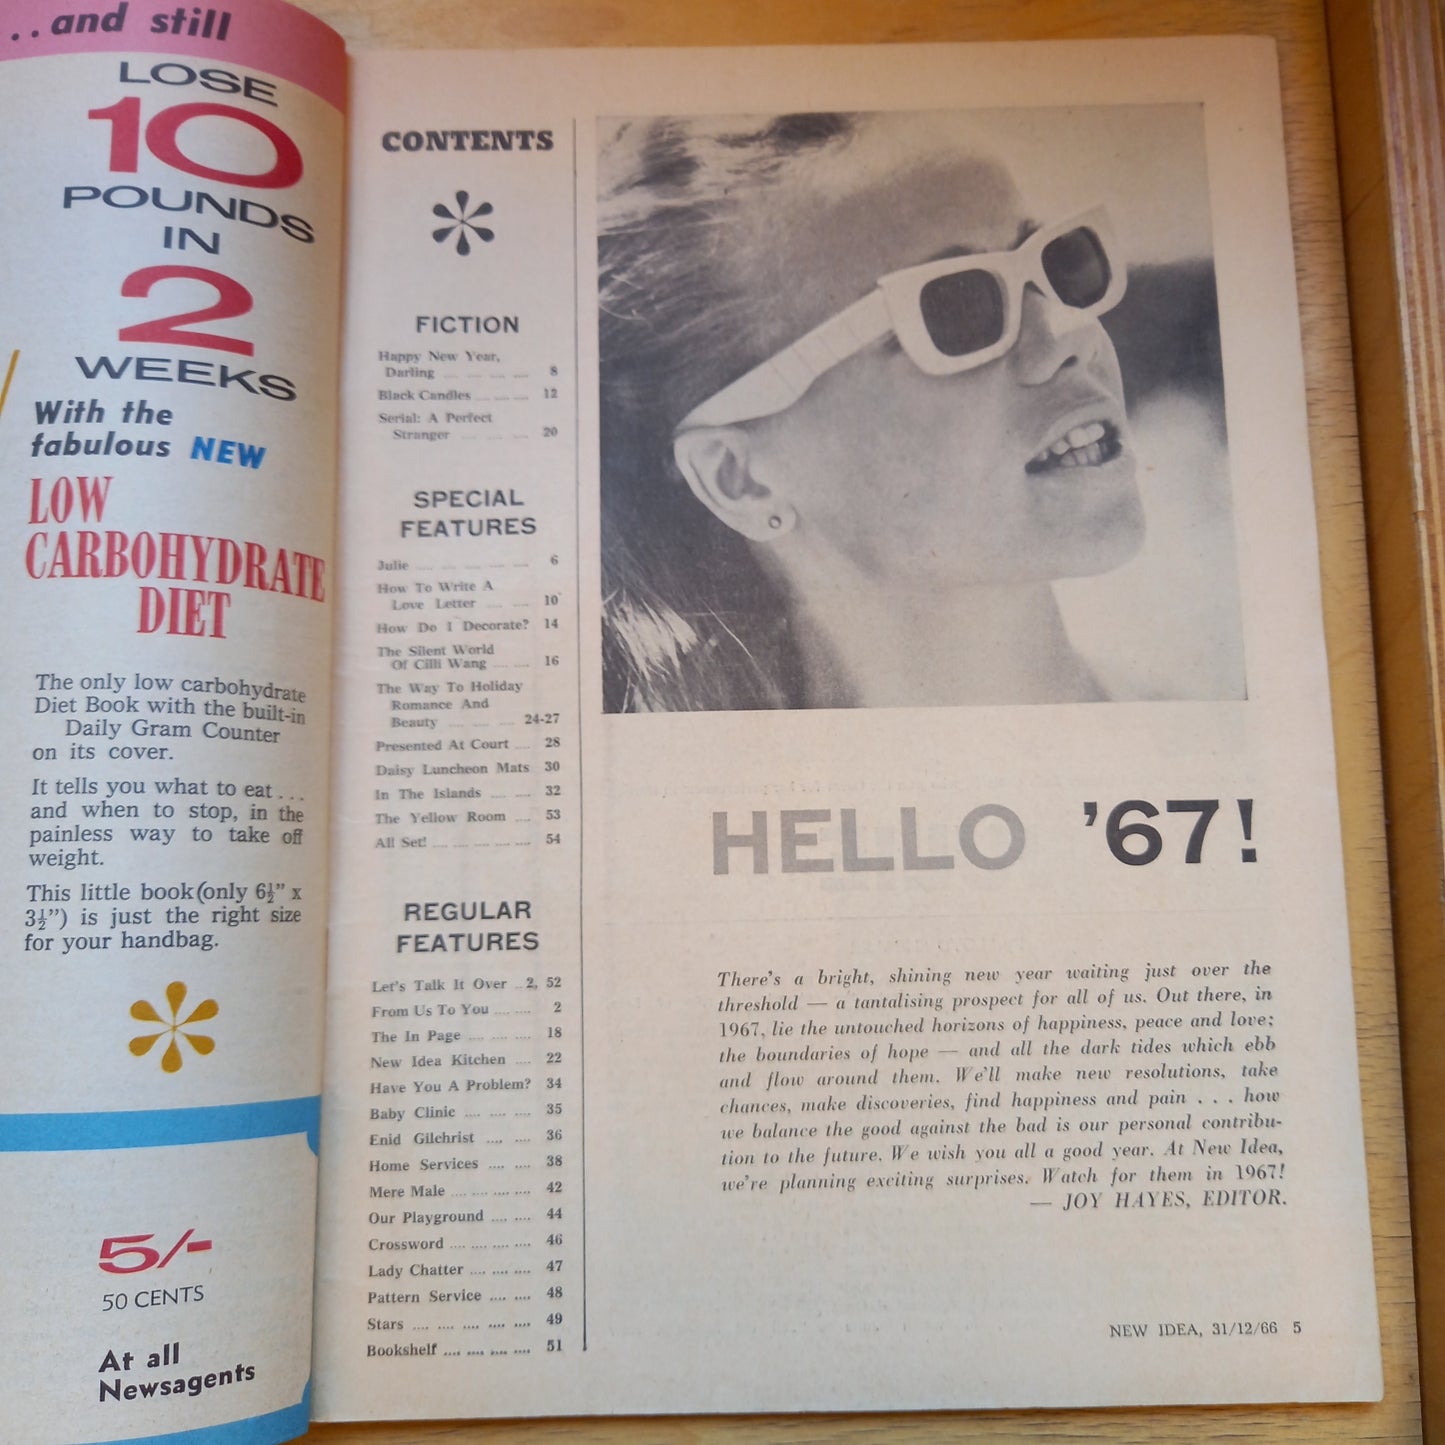 ..and still
LOSE
10
POUNDS
IN
2
WEEKS
With the
fabulous NEW
LOW
CARBOHYDRATE
DIET
The only low carbohydrate
Diet Book with the built-in
Daily Gram Counter
on its cover.
It tells you what to eat...
and when to stop, in the
painless way to take off
weight.
This little book (only 6½" x
3½") is just the right size
for your handbag.
5/-
50 CENTS
At all
Newsagents
CONTENTS
FICTION
Happy New Year,
Darling .... .... .... .... 8
Black Candles .... .... .... 12
Serial: A Perfect
Stranger .... .... .... 20
SPECIAL
FEATURES
Julie .... .... .... .... .... 6
How To Write A
Love Letter .... .... 10
How Do I Decorate? 14
The Silent World
Of Cilli Wang .... .... 16
The Way To Holiday
Romance And
Beauty .... .... .... 24-27
Presented At Court .... 28
Daisy Luncheon Mats 30
In The Islands .... .... 32
The Yellow Room .... 53
All Set! .... .... .... .... .... 54
REGULAR
FEATURES
Let's Talk It Over ..2, 52
From Us To You .... .... 2
The In Page .... .... .... 18
New Idea Kitchen .... 22
Have You A Problem? 34
Baby Clinic .... .... .... 35
Enid Gilchrist .... .... 36
Home Services .... .... 38
Mere Male .... .... .... .... 42
Our Playground .... .... 44
Crossword .... .... .... .... 46
Lady Chatter .... .... .... 47
Pattern Service .... .... 48
Stars .... .... .... .... .... 49
Bookshelf .... .... .... .... 51
HELLO '67!
There's a bright, shining new year waiting just over the
threshold — a tantalising prospect for all of us. Out there, in
1967, lie the untouched horizons of happiness, peace and love;
the boundaries of hope — and all the dark tides which ebb
and flow around them. We'll make new resolutions, take
chances, make discoveries, find happiness and pain . . . how
we balance the good against the bad is our personal contribu-
tion to the future. We wish you all a good year. At New Idea,
we're planning exciting surprises. Watch for them in 1967!
— JOY HAYES, EDITOR.
NEW IDEA, 31/12/66 5